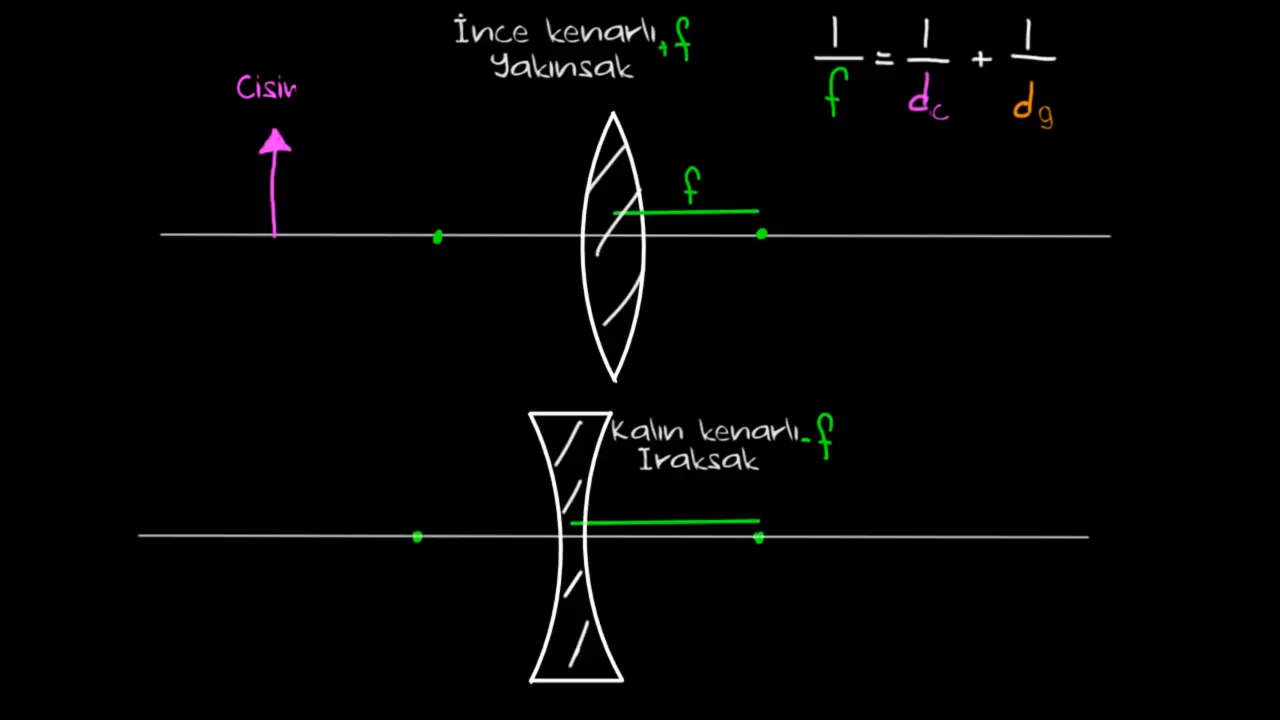 İnce kenarlı +f
Yakınsak
1/f = 1/dc + 1/dg
Cisim
f
Kalın kenarlı -f
Iraksak